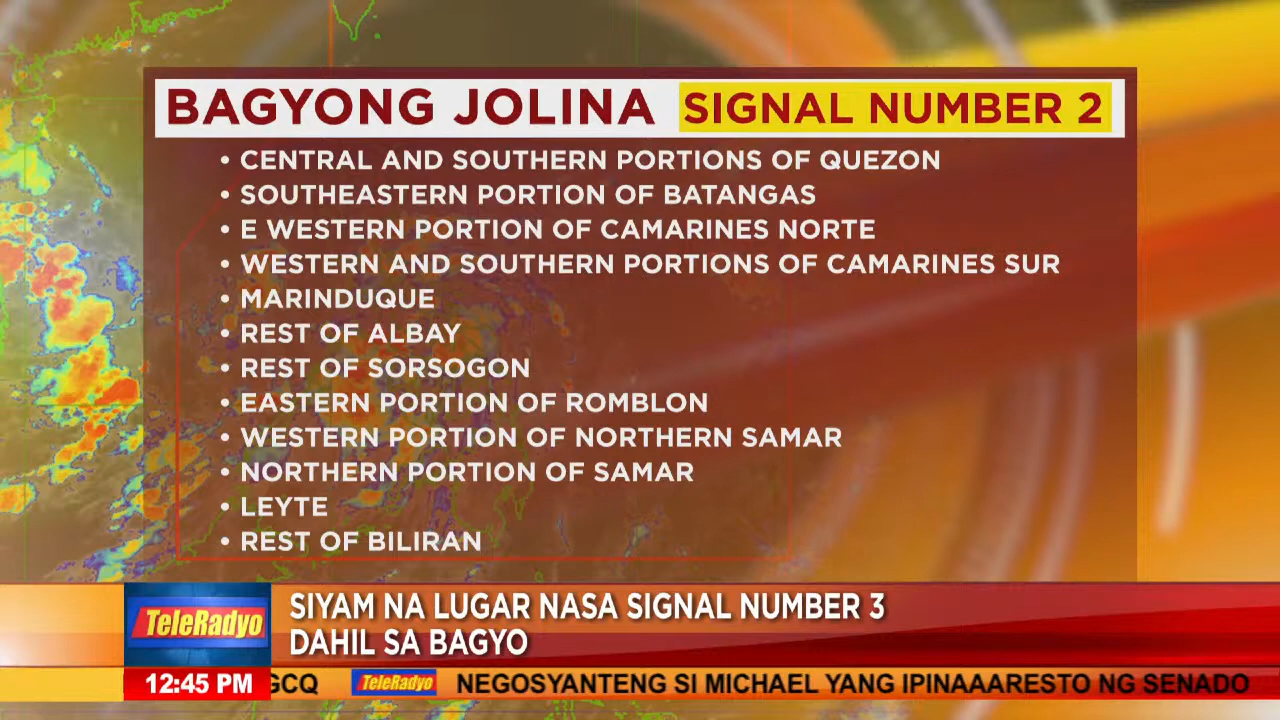 BAGYONG JOLINA SIGNAL NUMBER 2
• CENTRAL AND SOUTHERN PORTIONS OF QUEZON
• SOUTHEASTERN PORTION OF BATANGAS
• E WESTERN PORTION OF CAMARINES NORTE
• WESTERN AND SOUTHERN PORTIONS OF CAMARINES SUR
• MARINDUQUE
• REST OF ALBAY
• REST OF SORSOGON
• EASTERN PORTION OF ROMBLON
• WESTERN PORTION OF NORTHERN SAMAR
• NORTHERN PORTION OF SAMAR
• LEYTE
• REST OF BILIRAN
TeleRadyo
SIYAM NA LUGAR NASA SIGNAL NUMBER 3
DAHIL SA BAGYO
12:45 PM GCQ TeleRadyo NEGOSYANTENG SI MICHAEL YANG IPINAAARESTO NG SENADO